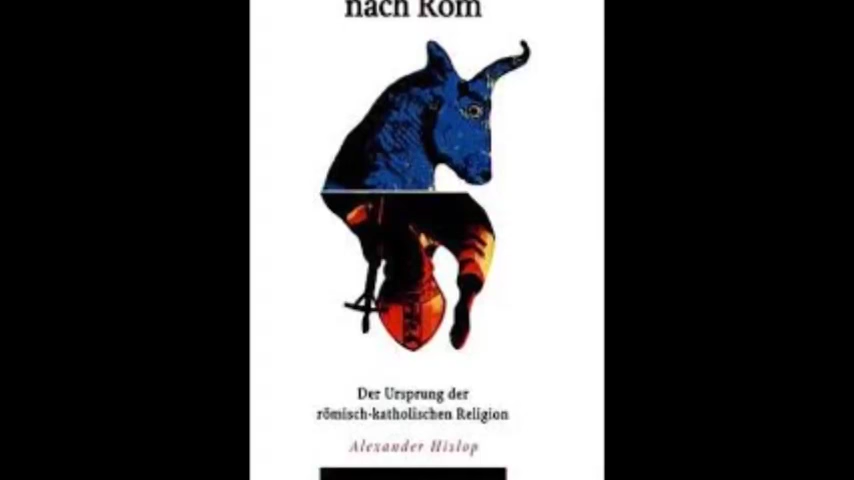 nach Rom
Der Ursprung der
römisch-katholischen Religion
Alexander Hislop